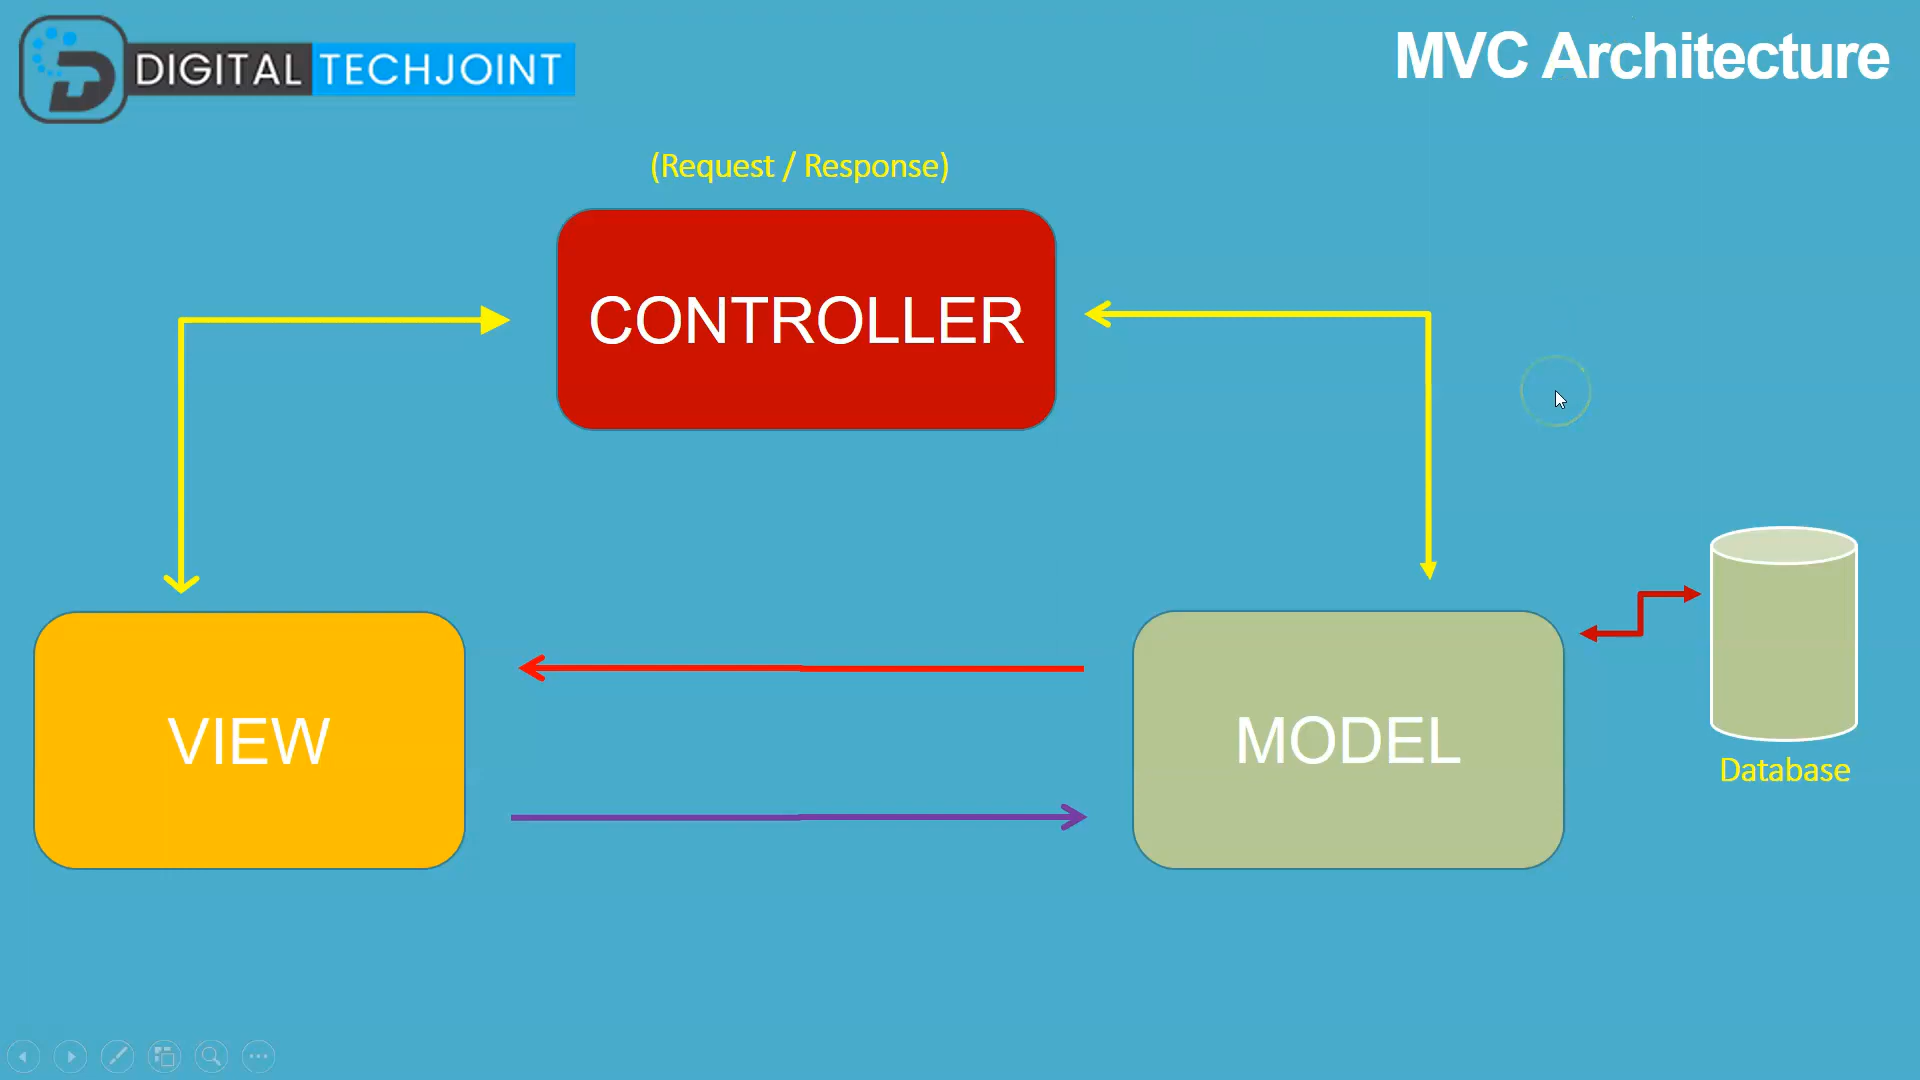 DIGITAL TECHJOINT
MVC Architecture
(Request / Response)
CONTROLLER
VIEW
MODEL
Database